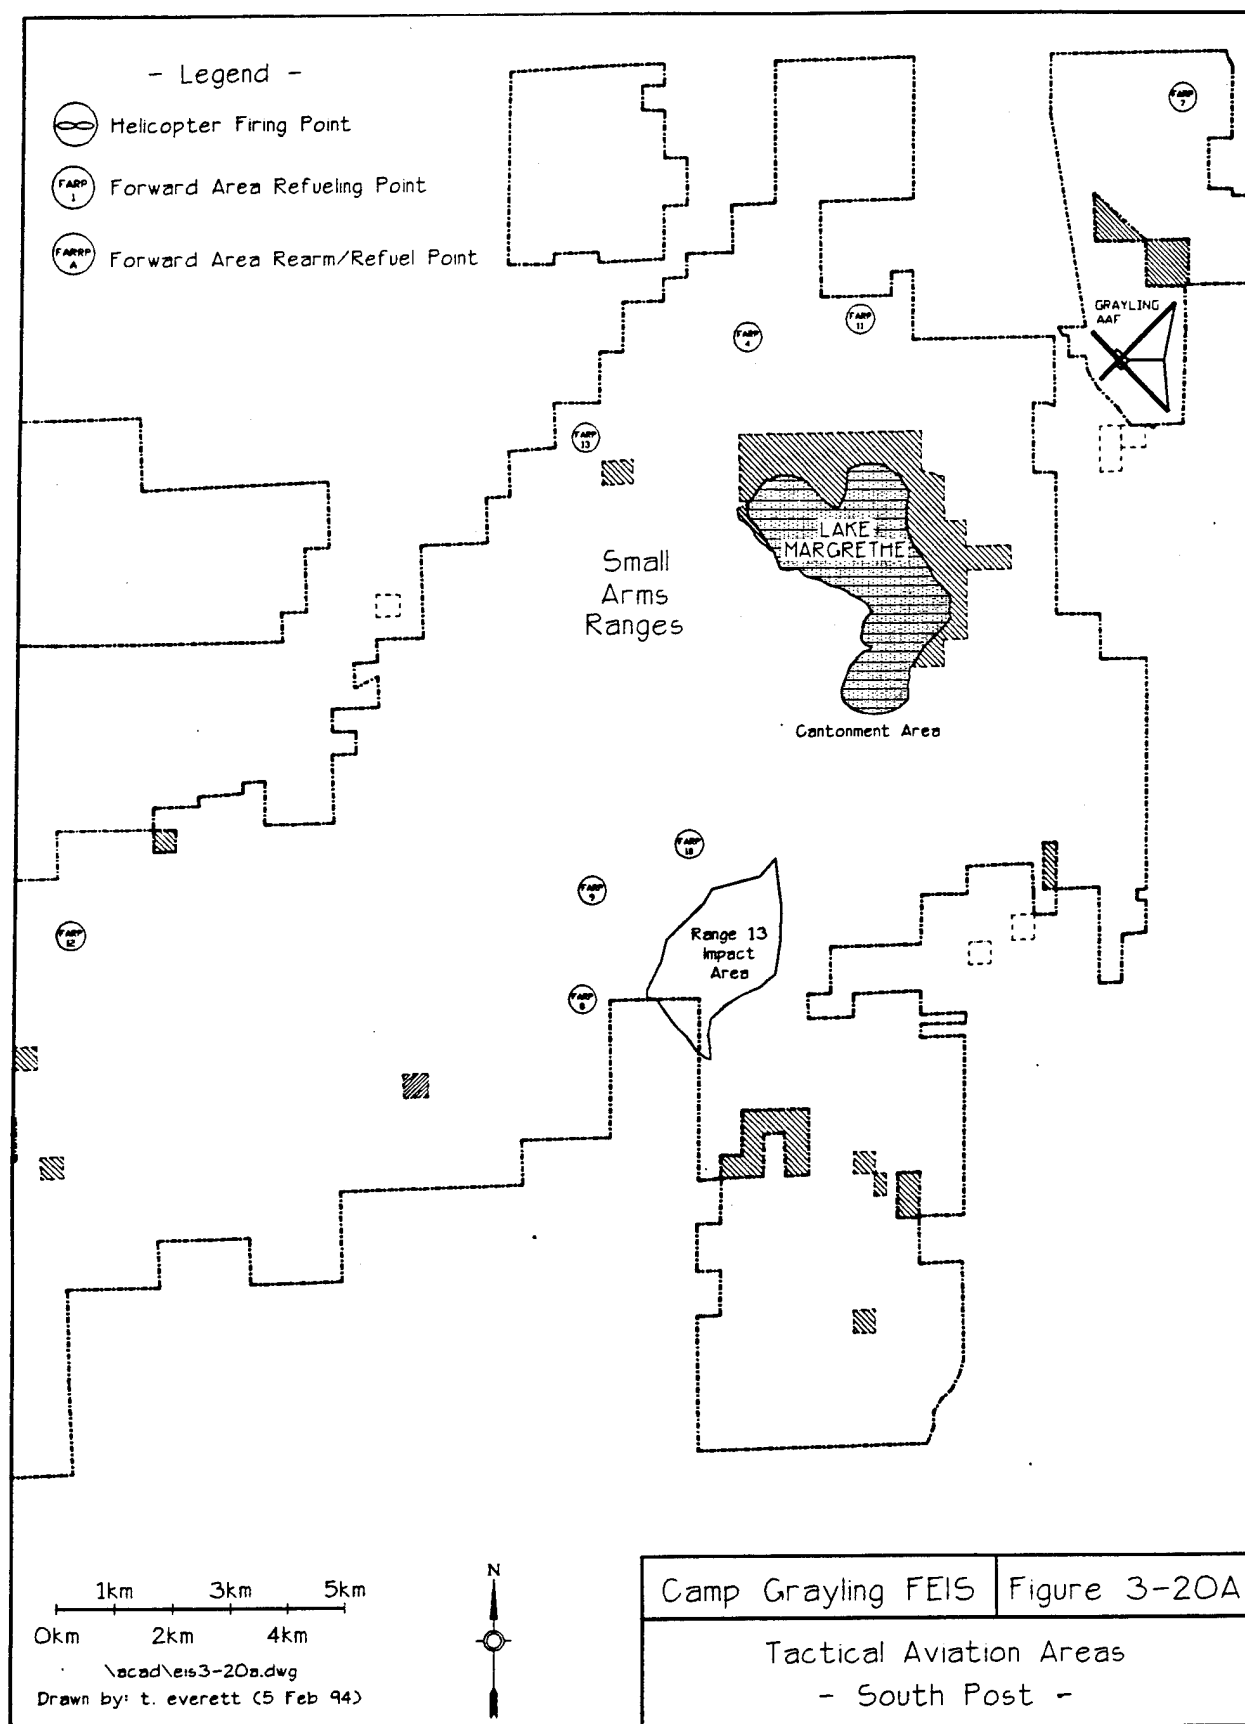 - Legend -
Helicopter Firing Point
FARP
1
Forward Area Refueling Point
FARRP
A
Forward Area Rearm/Refuel Point
FARP
7
GRAYLING
AAF
FARP
11
FARP
4
FARP
13
LAKE
MARGRETHE
Small
Arms
Ranges
Cantonment Area
FARP
FARP
9
FARP
12
Range 13
Impact
Area
FARP
1km 3km 5km
0km 2km 4km
\acad\eis3-20a.dwg
Drawn by: t. everett (5 Feb 94)
N
Camp Grayling FEIS
Figure 3-20A
Tactical Aviation Areas
- South Post -